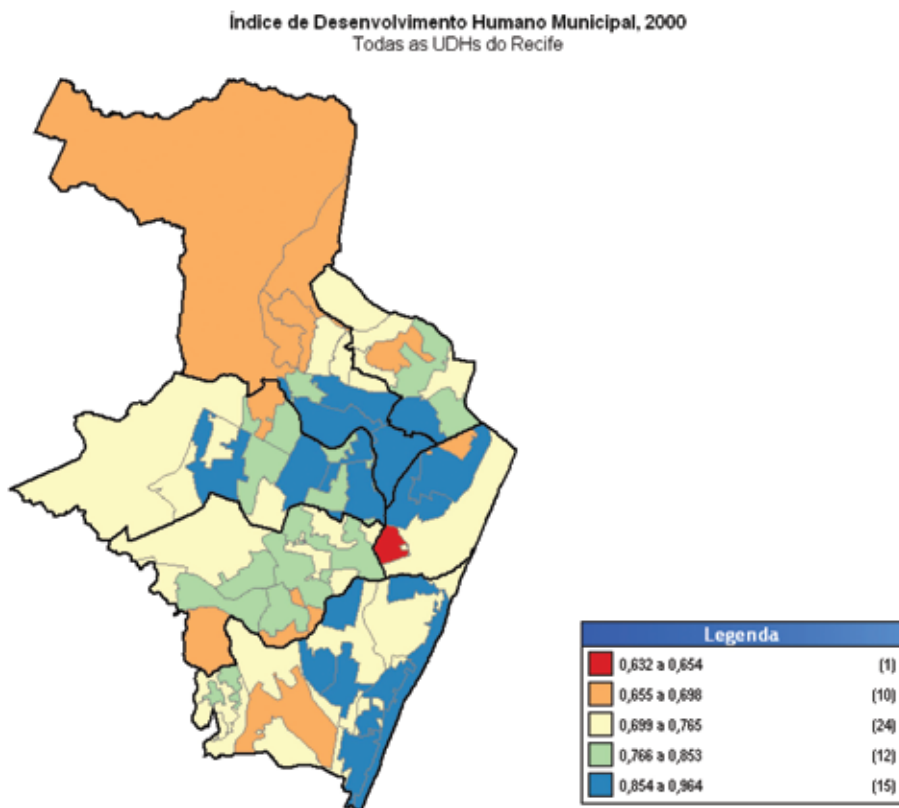 Índice de Desenvolvimento Humano Municipal, 2000
Todas as UDHs do Recife
Legenda
0,632 a 0,654 (1)
0,655 a 0,698 (10)
0,699 a 0,765 (24)
0,766 a 0,853 (12)
0,854 a 0,964 (15)